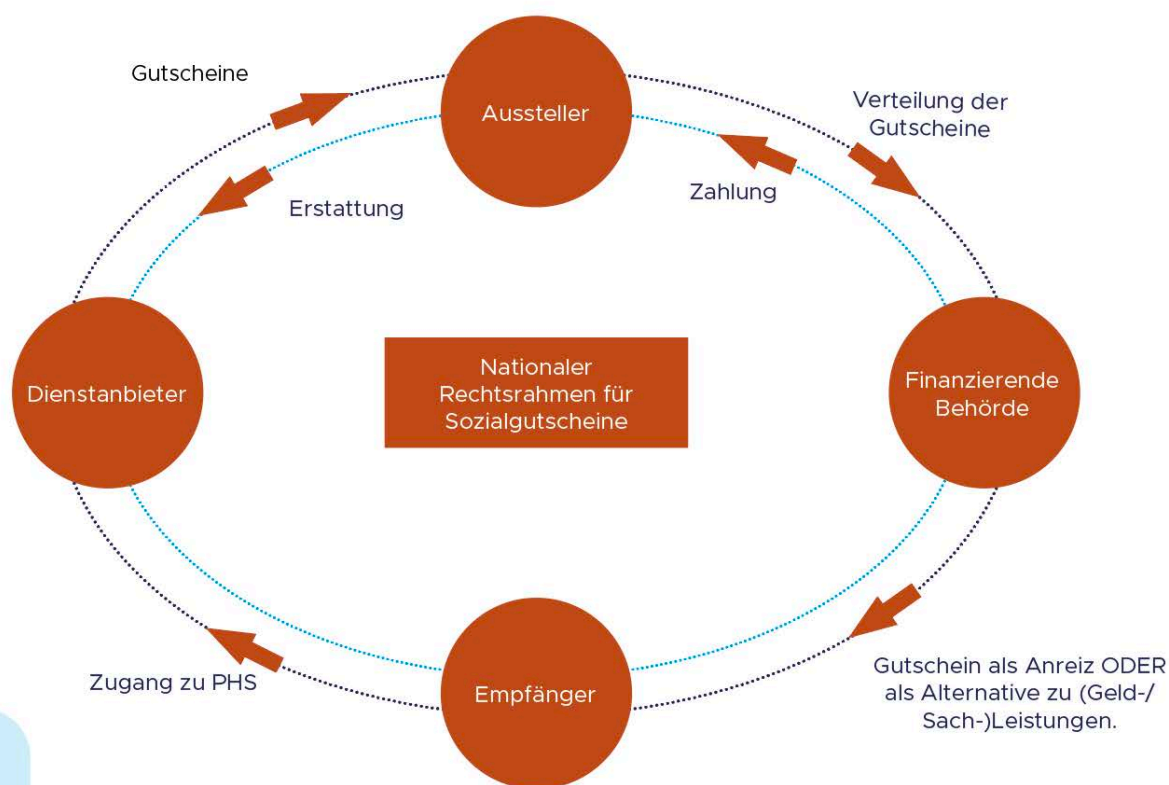 Gutscheine
Aussteller
Verteilung der
Gutscheine
Erstattung
Zahlung
Dienstanbieter
Nationaler
Rechtsrahmen für
Sozialgutscheine
Finanzierende
Behörde
Zugang zu PHS
Empfänger
Gutschein als Anreiz ODER
als Alternative zu (Geld-/
Sach-)Leistungen.